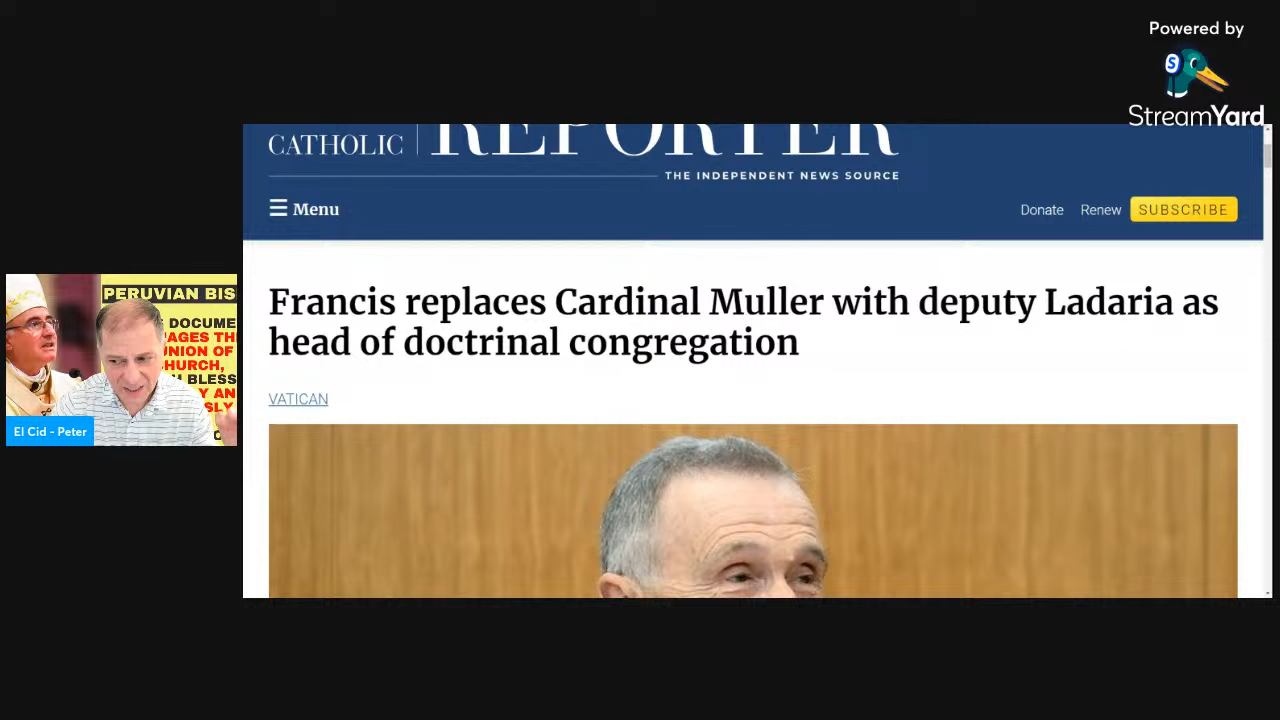 Powered by
S
StreamYard
CATHOLIC
REPORTER
THE INDEPENDENT NEWS SOURCE
Menu
Donate Renew SUBSCRIBE
Francis replaces Cardinal Muller with deputy Ladaria as
head of doctrinal congregation
VATICAN
PERUVIAN BIS
DOCUME
AGES TH
NION OF
HURCH,
BLESS
Y AN
SLY
El Cid - Peter